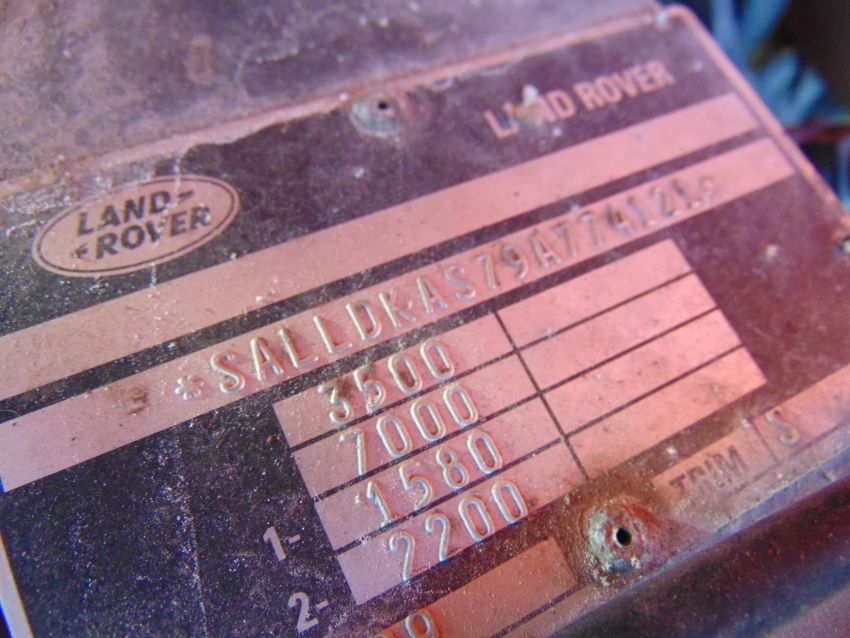 LAND ROVER
LAND
ROVER
*SALLDKAS79A774121*
3500
7000
1- 1580
2- 2200
TRIM S